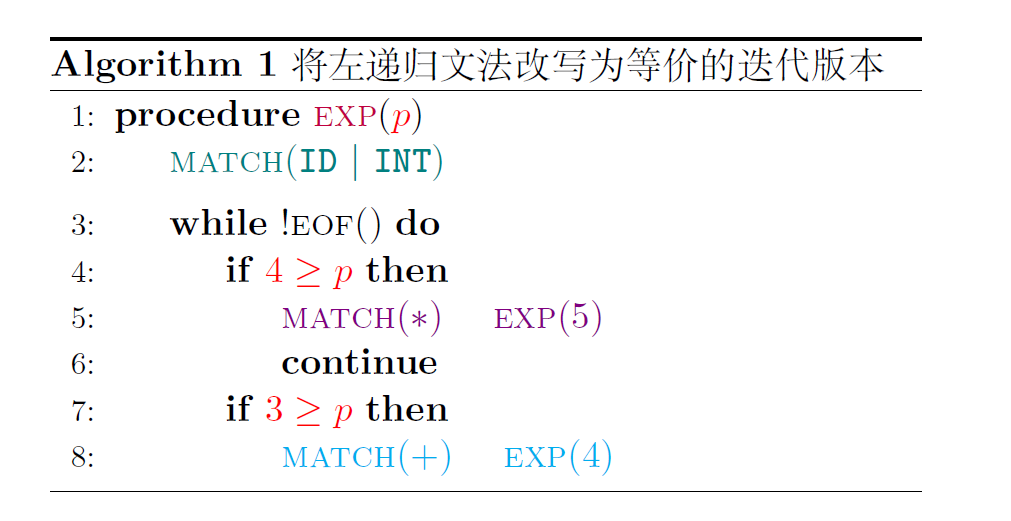 Algorithm 1 将左递归文法改写为等价的迭代版本
1: procedure EXP(p)
2: MATCH(ID | INT)
3: while !EOF() do
4: if 4 ≥ p then
5: MATCH(*) EXP(5)
6: continue
7: if 3 ≥ p then
8: MATCH(+) EXP(4)